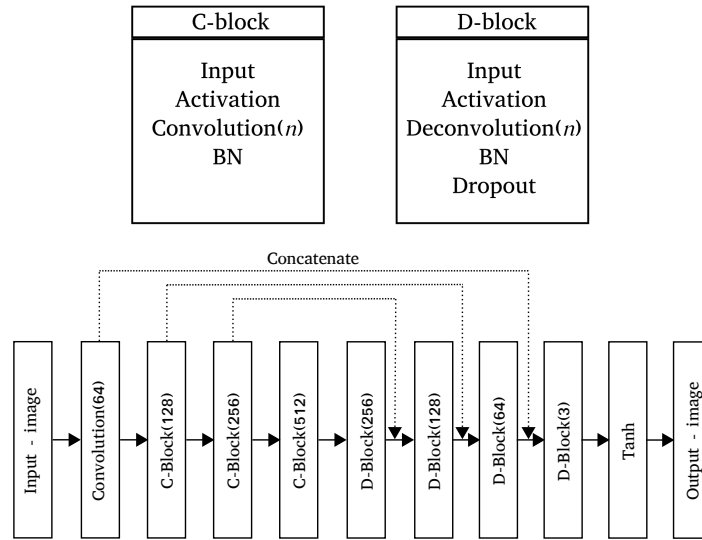 C-block
Input
Activation
Convolution(n)
BN
D-block
Input
Activation
Deconvolution(n)
BN
Dropout
Concatenate
Input - image
Convolution(64)
C-Block(128)
C-Block(256)
C-Block(512)
D-Block(256)
D-Block(128)
D-Block(64)
D-Block(3)
Tanh
Output - image